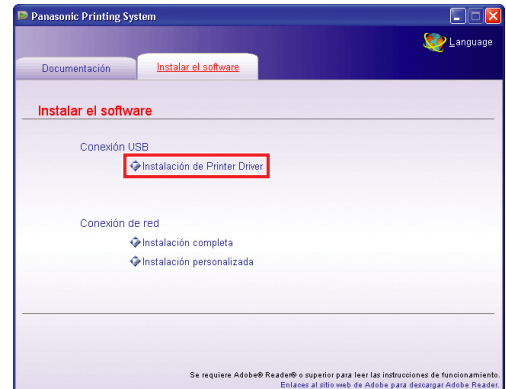 Panasonic Printing System
Language
Documentación
Instalar el software
Instalar el software
Conexión USB
Instalación de Printer Driver
Conexión de red
Instalación completa
Instalación personalizada
Se requiere Adobe® Reader® o superior para leer las instrucciones de funcionamiento.
Enlaces al sitio web de Adobe para descargar Adobe Reader.